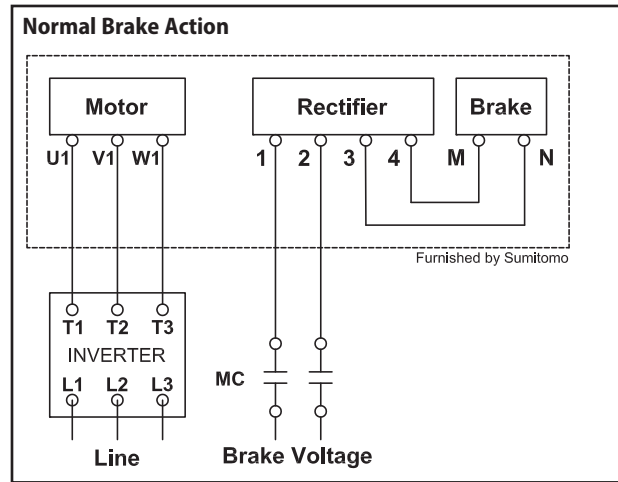 Normal Brake Action
Motor Rectifier Brake
U1 V1 W1 1 2 3 4 M N
Furnished by Sumitomo
T1 T2 T3
INVERTER
L1 L2 L3
MC
Line Brake Voltage